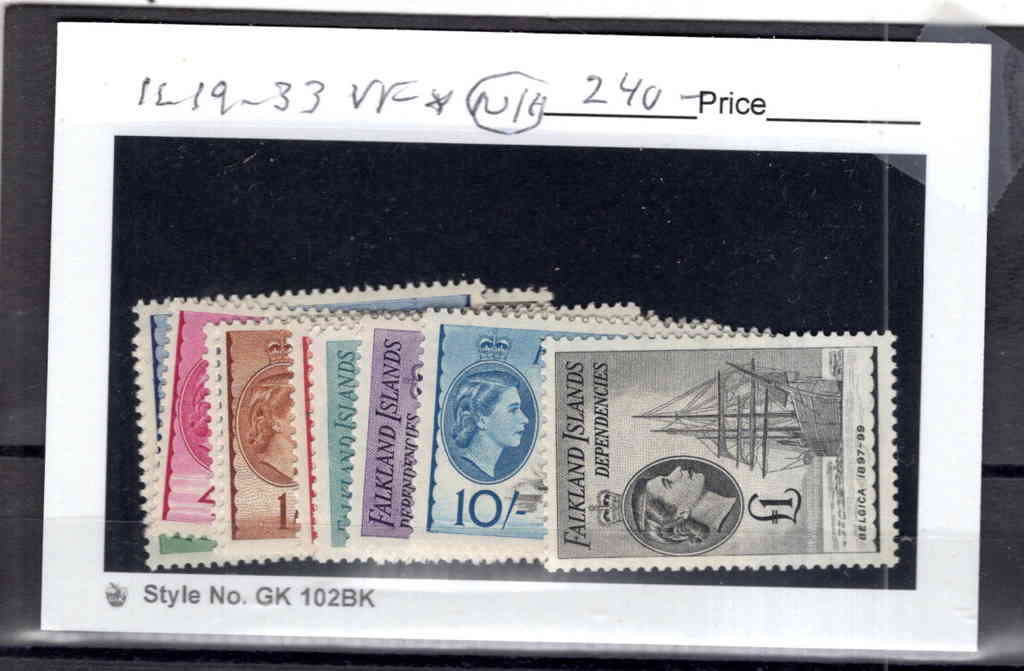 1L19-33 VF * N/H 240- Price
FALKLAND ISLANDS
DEPENDENCIES
FALKLAND ISLANDS
DEPENDENCIES
10/-
£1
BELGICA 1897-99
Style No. GK 102BK